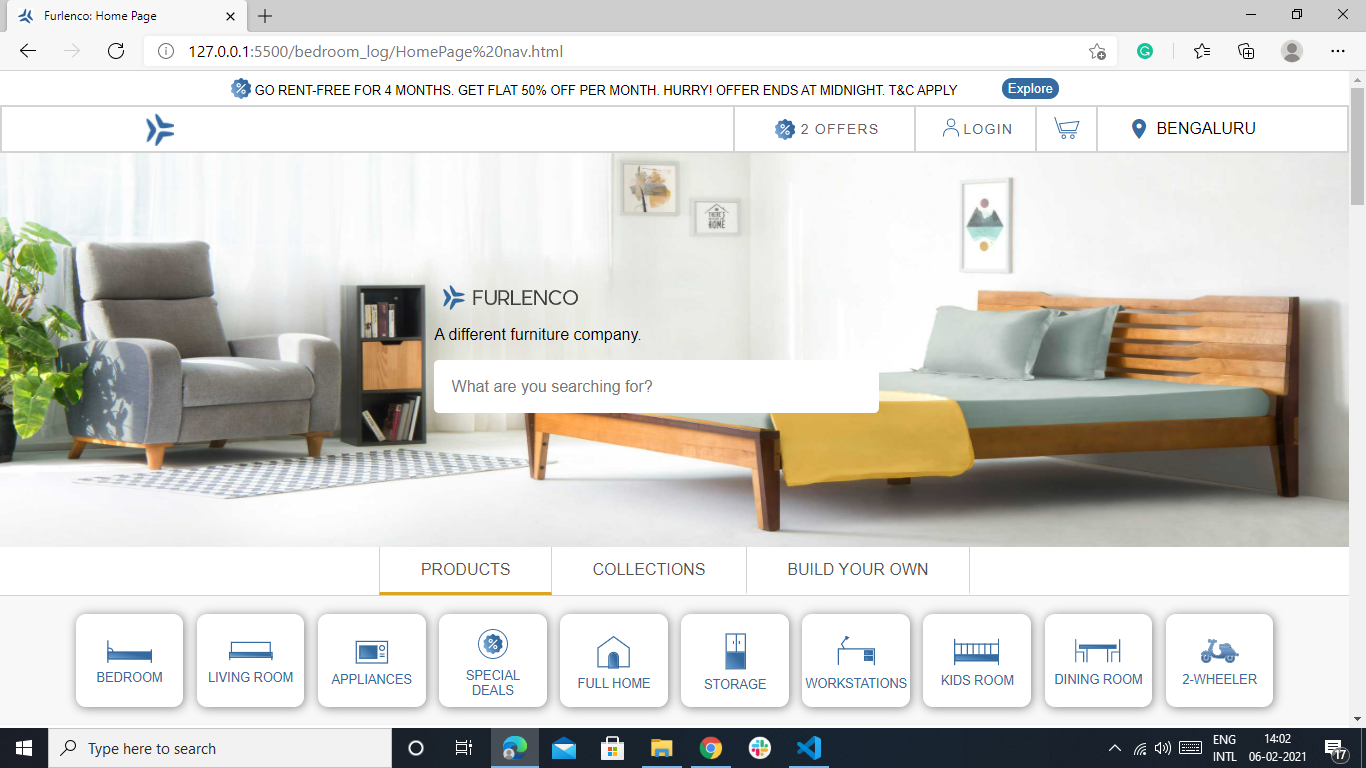 Furlenco: Home Page
127.0.0.1:5500/bedroom_log/HomePage%20nav.html
GO RENT-FREE FOR 4 MONTHS. GET FLAT 50% OFF PER MONTH. HURRY! OFFER ENDS AT MIDNIGHT. T&C APPLY Explore
2 OFFERS LOGIN BENGALURU
THERE'S
HOME
FURLENCO
A different furniture company.
What are you searching for?
PRODUCTS COLLECTIONS BUILD YOUR OWN
BEDROOM LIVING ROOM APPLIANCES SPECIAL DEALS FULL HOME STORAGE WORKSTATIONS KIDS ROOM DINING ROOM 2-WHEELER
Type here to search
ENG 14:02
INTL 06-02-2021 17